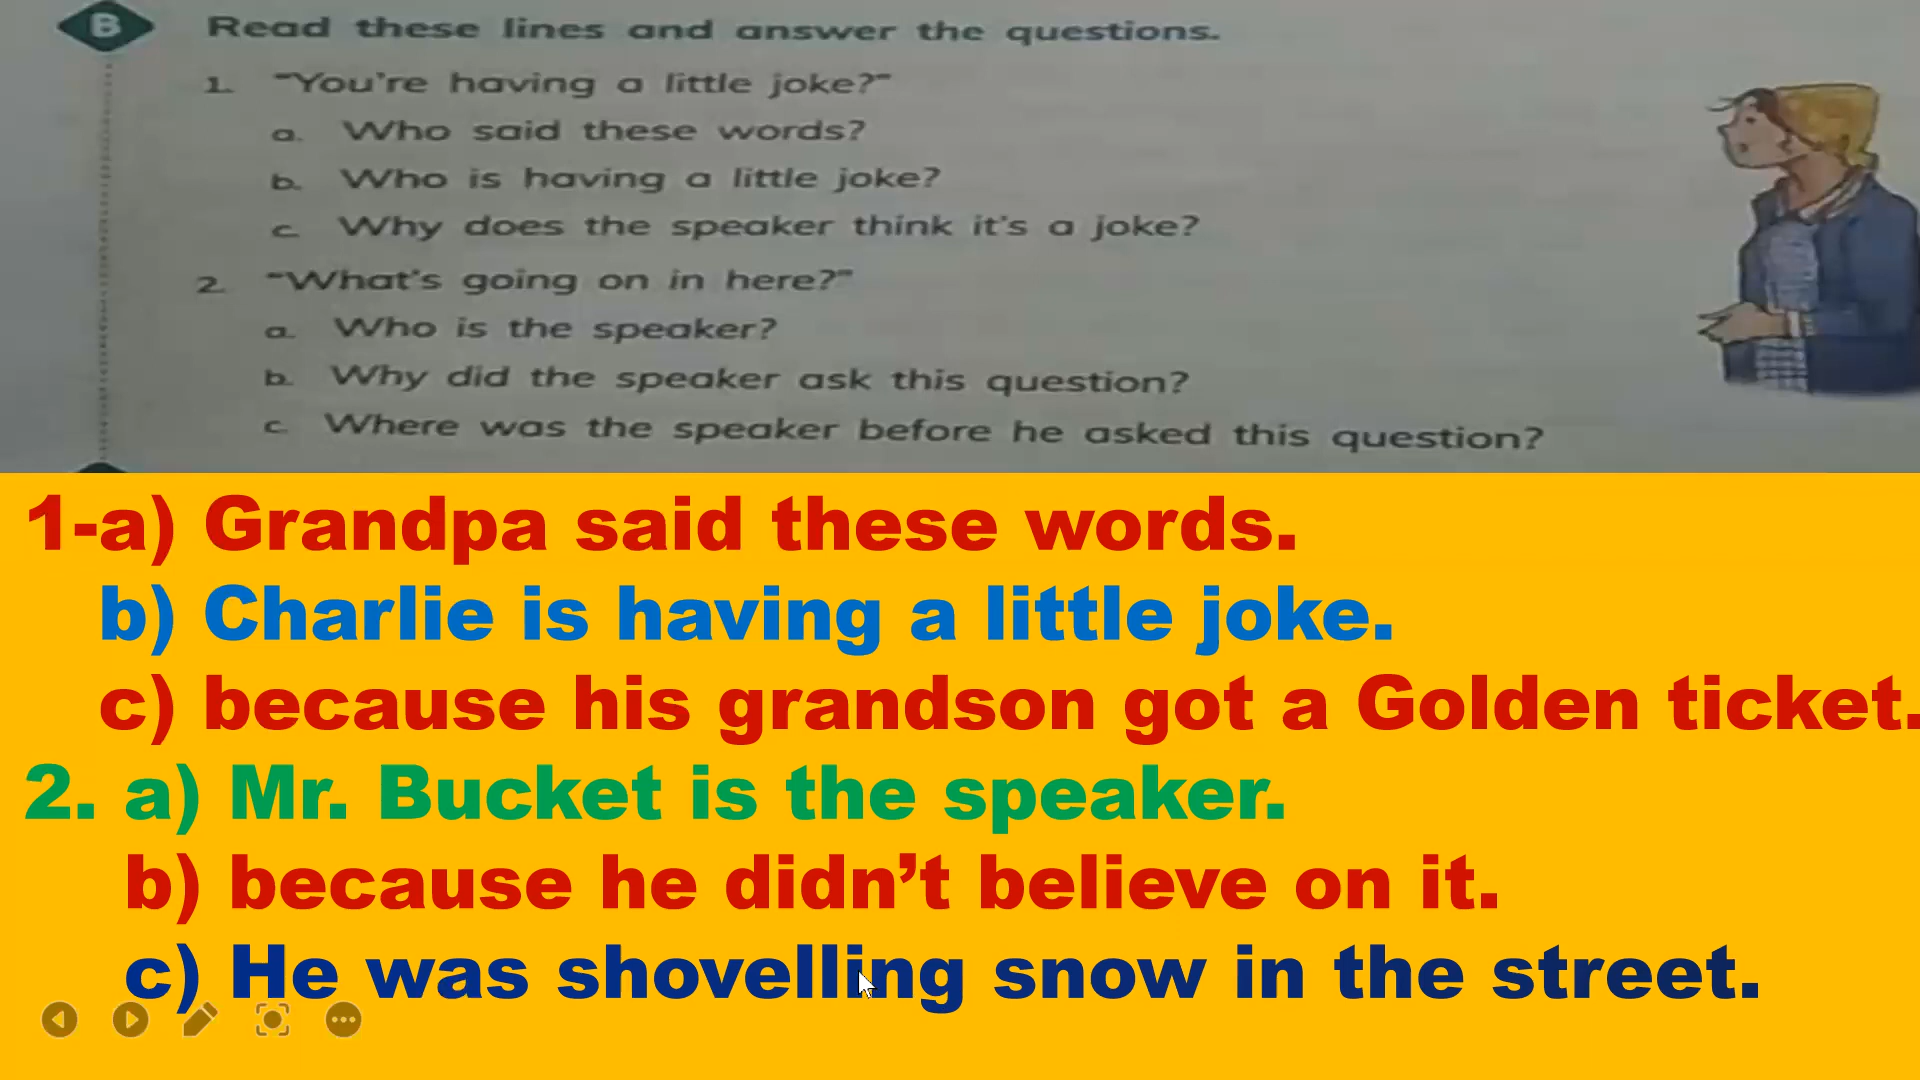 B Read these lines and answer the questions.
1. "You're having a little joke?"
a. Who said these words?
b. Who is having a little joke?
c. Why does the speaker think it's a joke?
2. "What's going on in here?"
a. Who is the speaker?
b. Why did the speaker ask this question?
c. Where was the speaker before he asked this question?
1-a) Grandpa said these words.
b) Charlie is having a little joke.
c) because his grandson got a Golden ticket.
2. a) Mr. Bucket is the speaker.
b) because he didn't believe on it.
c) He was shovelling snow in the street.